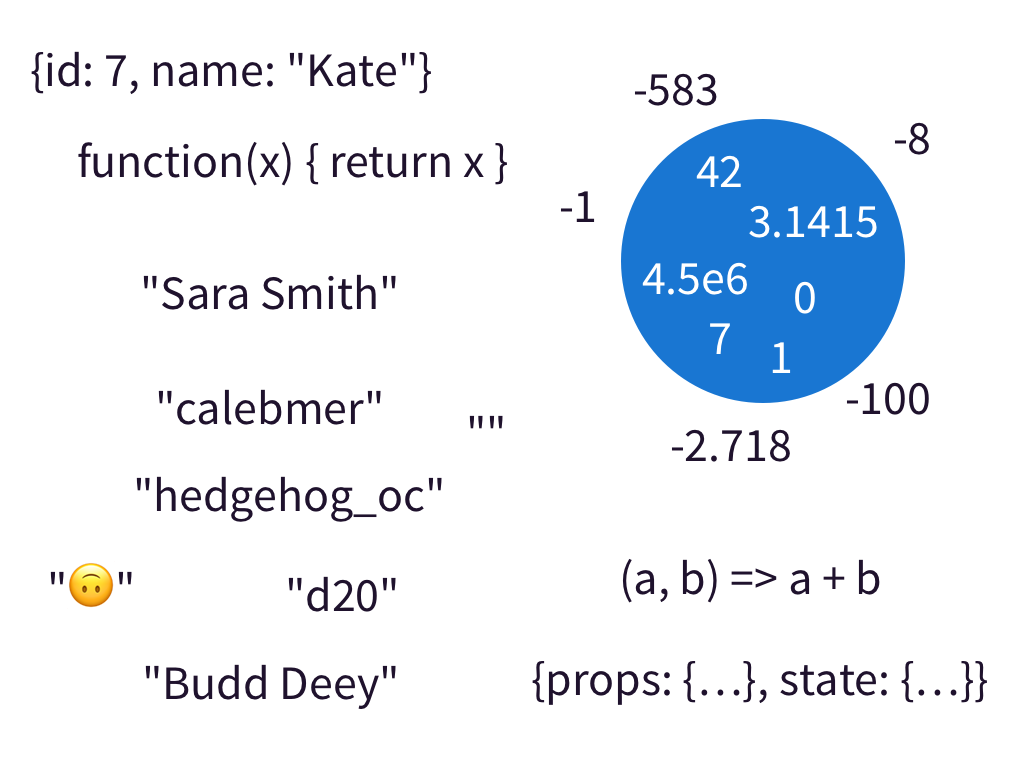 {id: 7, name: "Kate"}
function(x) { return x }
"Sara Smith"
"calebmer"
""
"hedgehog_oc"
"🙃"
"d20"
"Budd Deey"
-583
-8
-1
42
3.1415
4.5e6
0
7
1
-100
-2.718
(a, b) => a + b
{props: {…}, state: {…}}